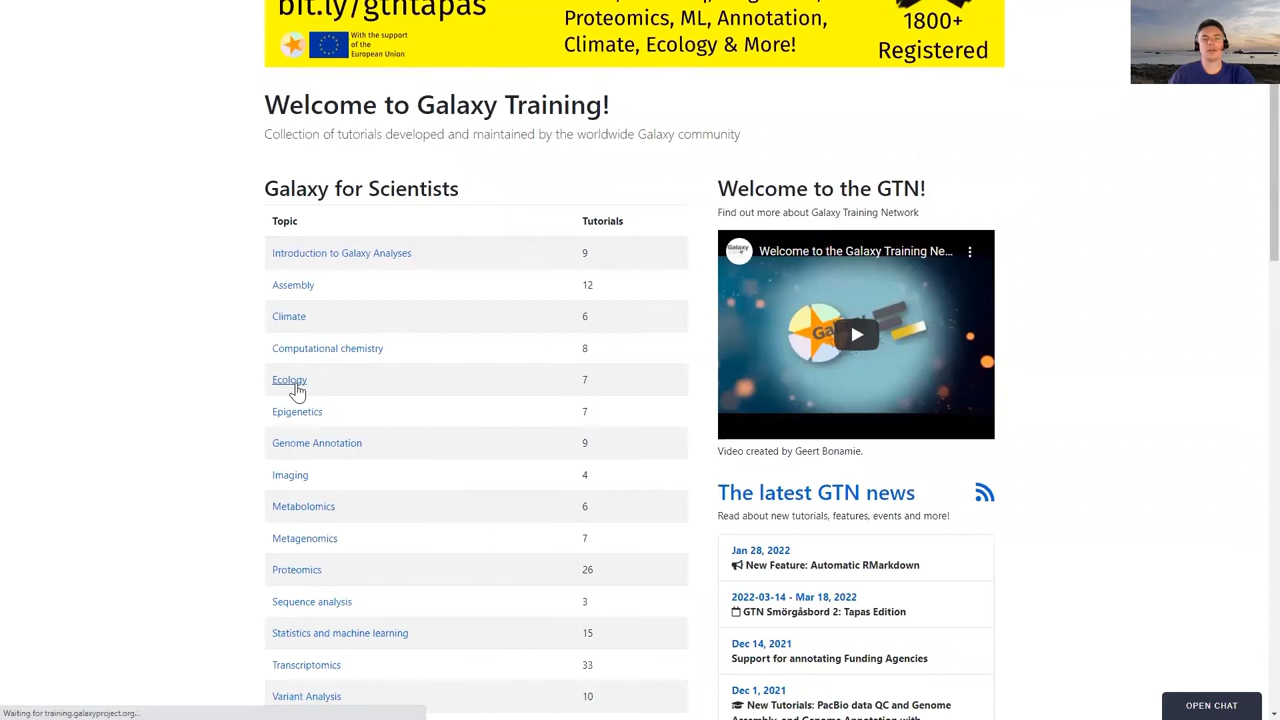 bit.ly/gtntapas
With the support
of the
European Union
Proteomics, ML, Annotation,
Climate, Ecology & More!
1800+
Registered
Welcome to Galaxy Training!
Collection of tutorials developed and maintained by the worldwide Galaxy community
Galaxy for Scientists
Topic Tutorials
Introduction to Galaxy Analyses 9
Assembly 12
Climate 6
Computational chemistry 8
Ecology 7
Epigenetics 7
Genome Annotation 9
Imaging 4
Metabolomics 6
Metagenomics 7
Proteomics 26
Sequence analysis 3
Statistics and machine learning 15
Transcriptomics 33
Variant Analysis 10
Welcome to the GTN!
Find out more about Galaxy Training Network
Galaxy
Welcome to the Galaxy Training Ne...
Video created by Geert Bonamie.
The latest GTN news
Read about new tutorials, features, events and more!
Jan 28, 2022
New Feature: Automatic RMarkdown
2022-03-14 - Mar 18, 2022
GTN Smörgåsbord 2: Tapas Edition
Dec 14, 2021
Support for annotating Funding Agencies
Dec 1, 2021
New Tutorials: PacBio data QC and Genome
Assembly, and Genome Annotation with
Waiting for training.galaxyproject.org...
OPEN CHAT